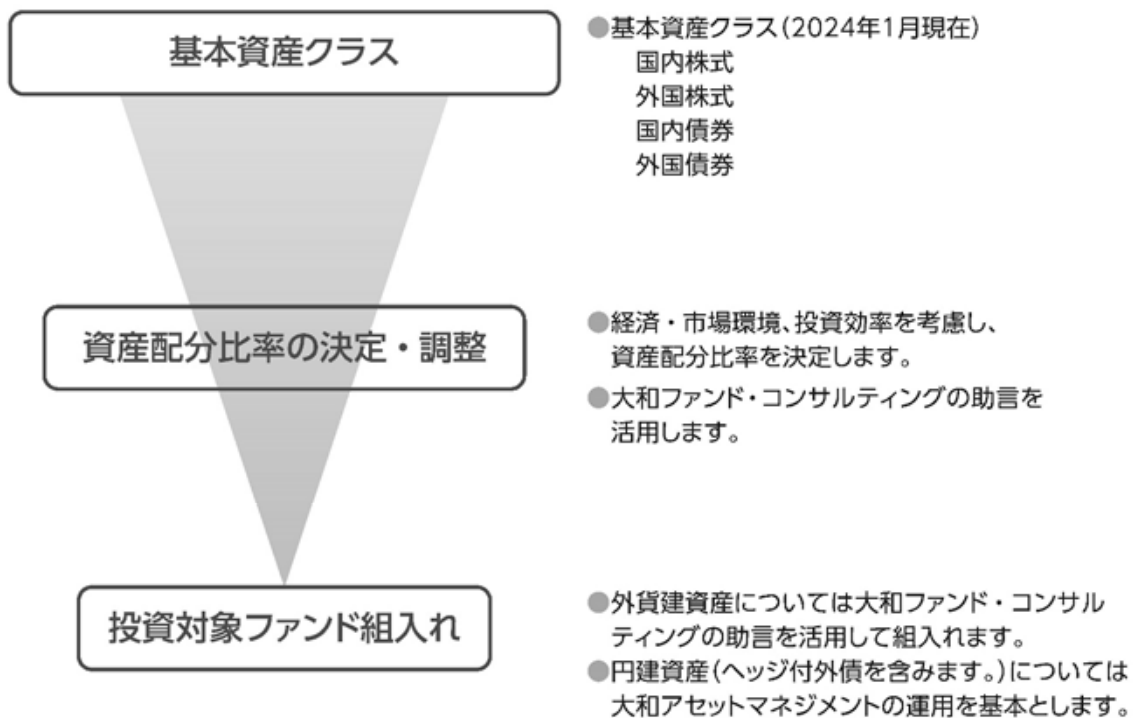 基本資産クラス
●基本資産クラス(2024年1月現在)
国内株式
外国株式
国内債券
外国債券
資産配分比率の決定・調整
●経済・市場環境、投資効率を考慮し、
資産配分比率を決定します。
●大和ファンド・コンサルティングの助言を
活用します。
投資対象ファンド組入れ
●外貨建資産については大和ファンド・コンサル
ティングの助言を活用して組入れます。
●円建資産(ヘッジ付外債を含みます。)については
大和アセットマネジメントの運用を基本とします。